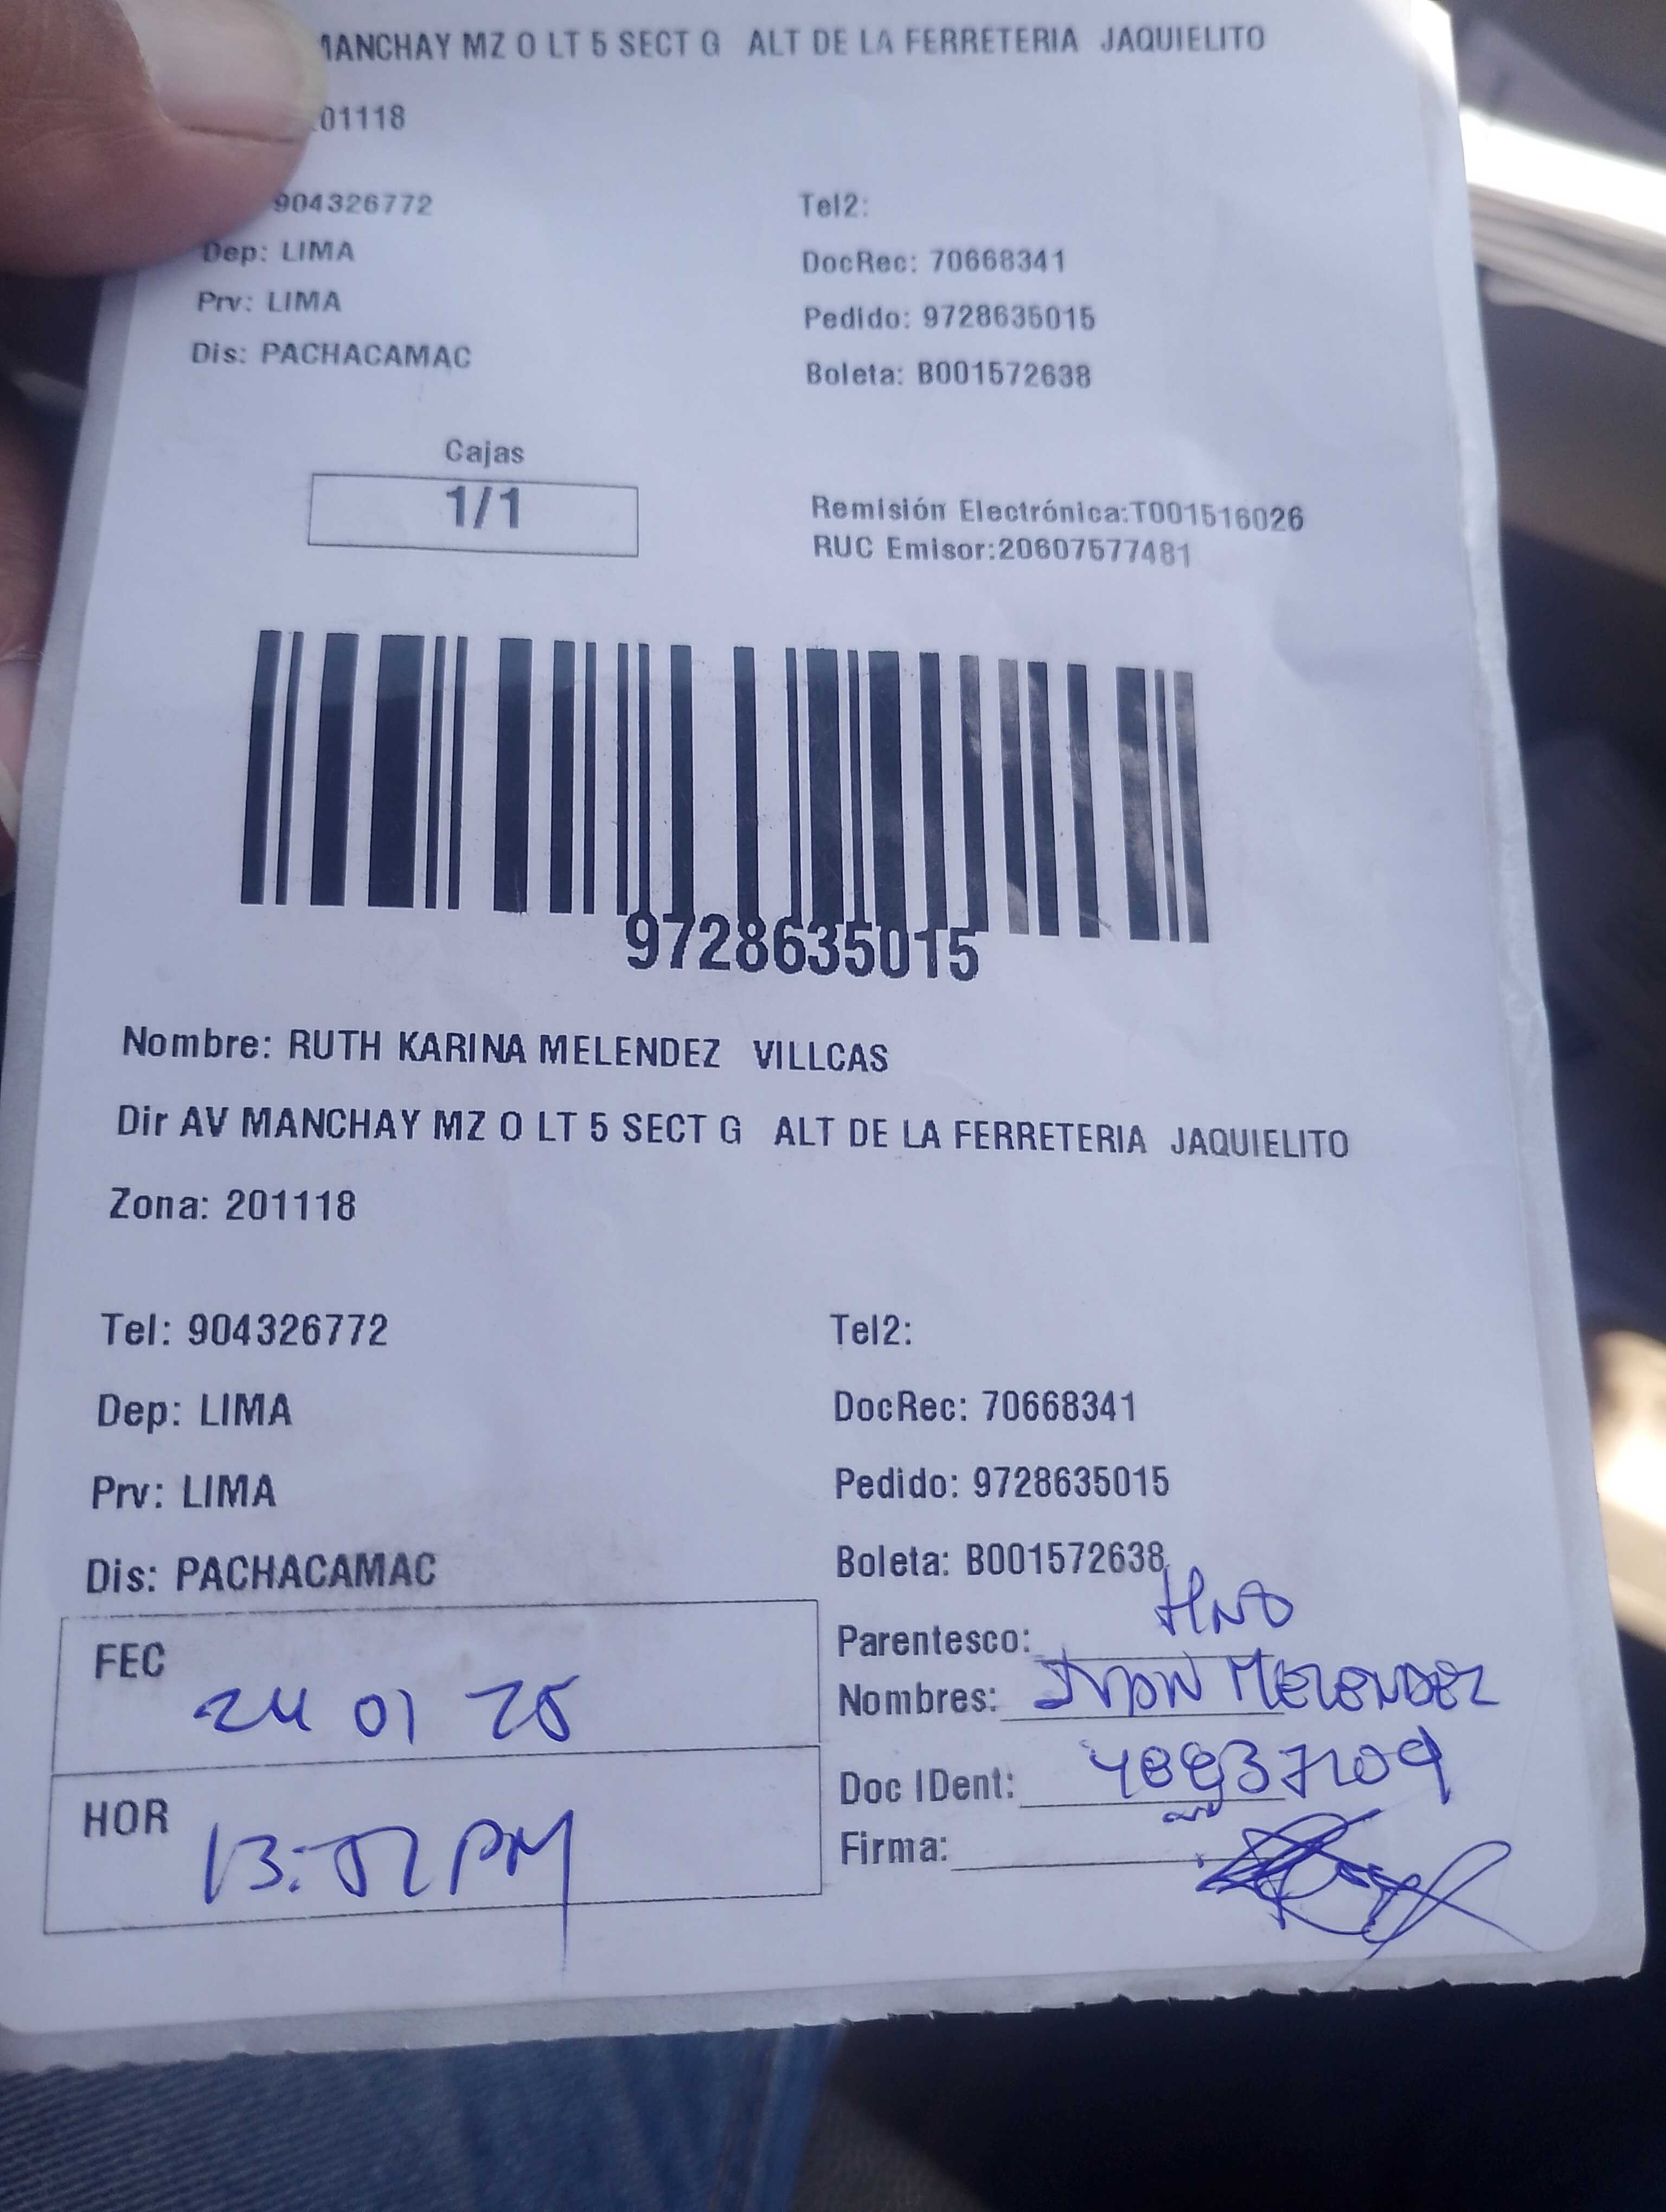 MANCHAY MZ O LT 5 SECT G ALT DE LA FERRETERIA JAQUIELITO
01118
904326772 Tel2:
Dep: LIMA DocRec: 70668341
Prv: LIMA Pedido: 9728635015
Dis: PACHACAMAC Boleta: B001572638
Cajas
1/1
Remisión Electrónica:T001516026
RUC Emisor:20607577481
9728635015
Nombre: RUTH KARINA MELENDEZ VILLCAS
Dir AV MANCHAY MZ O LT 5 SECT G ALT DE LA FERRETERIA JAQUIELITO
Zona: 201118
Tel: 904326772 Tel2:
Dep: LIMA DocRec: 70668341
Prv: LIMA Pedido: 9728635015
Dis: PACHACAMAC Boleta: B001572638
FEC 24 01 25
HOR
Parentesco: HNO
Nombres: IVAN MELENDEZ
Doc IDent:
Firma: